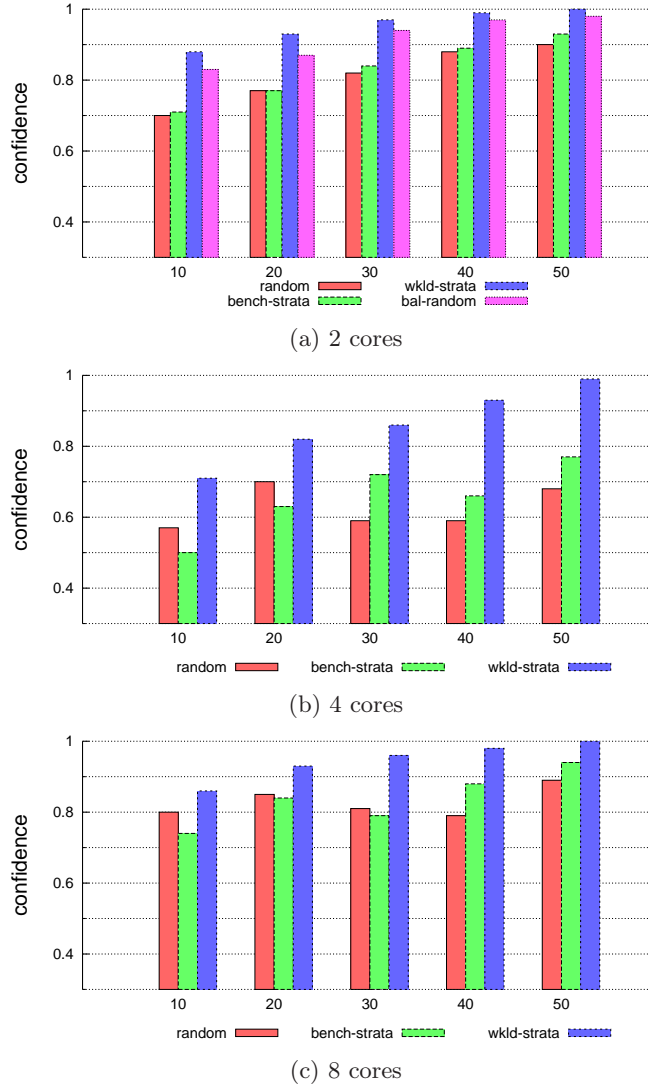 1
0.8
0.6
0.4
confidence
10 20 30 40 50
random wkld-strata
bench-strata bal-random
(a) 2 cores
1
0.8
0.6
0.4
confidence
10 20 30 40 50
random bench-strata wkld-strata
(b) 4 cores
1
0.8
0.6
0.4
confidence
10 20 30 40 50
random bench-strata wkld-strata
(c) 8 cores